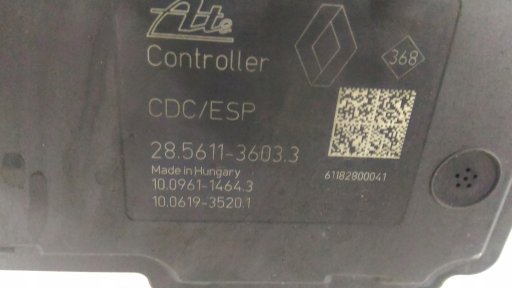 Ate
368
Controller
CDC/ESP
28.5611-3603.3
Made in Hungary
61182800041
10.0961-1464.3
10.0619-3520.1